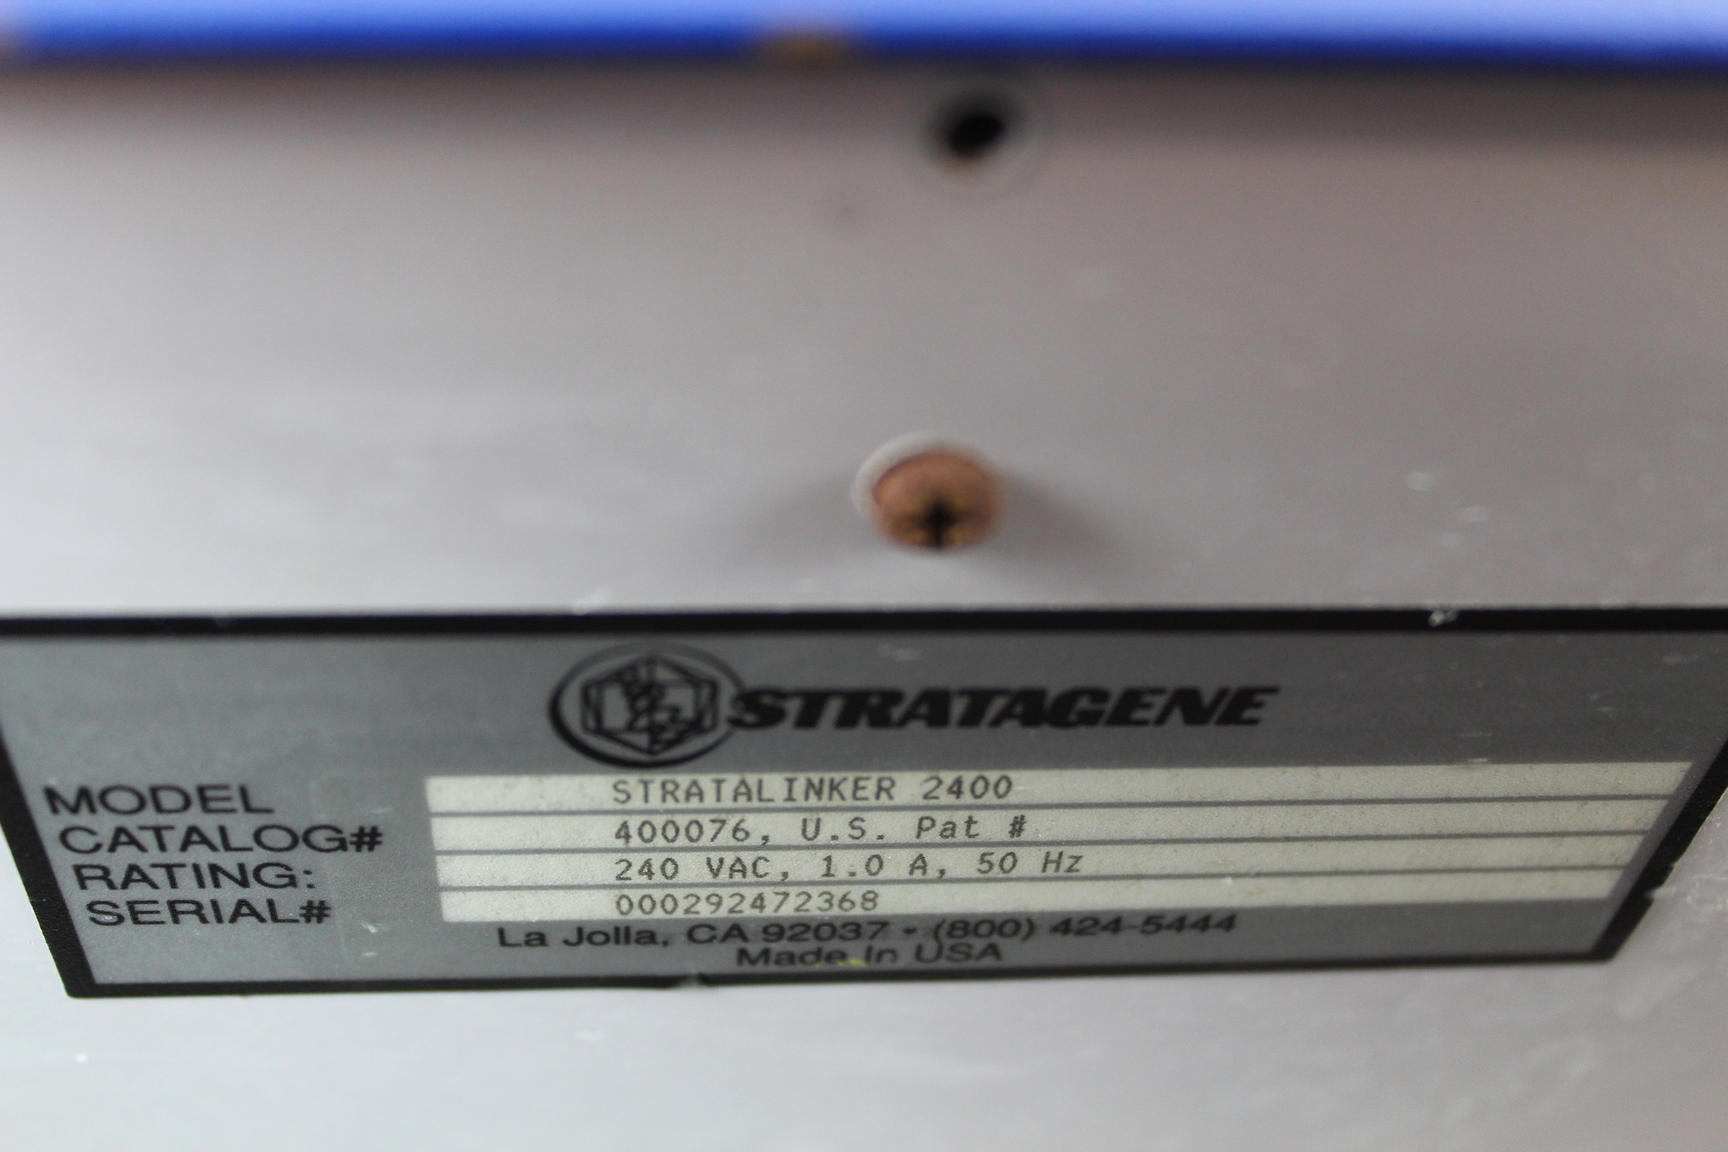 STRATAGENE
MODEL STRATALINKER 2400
CATALOG# 400076, U.S. Pat #
RATING: 240 VAC, 1.0 A, 50 Hz
SERIAL# 000292472368
La Jolla, CA 92037 • (800) 424-5444
Made In USA